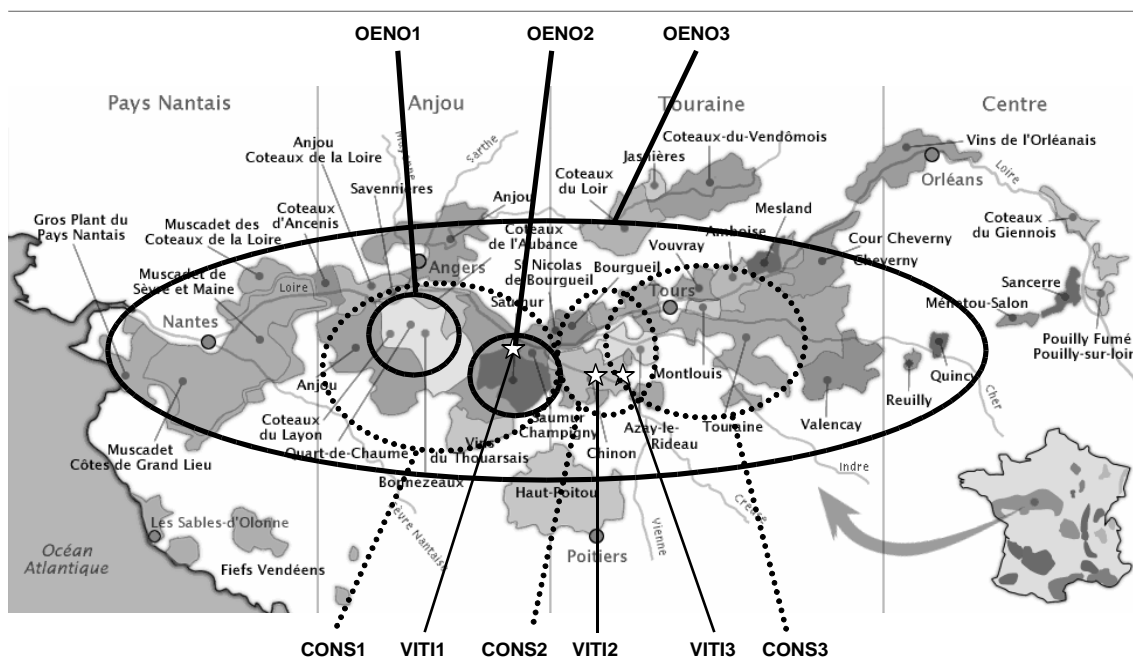 OENO1 OENO2 OENO3
Pays Nantais Anjou Touraine Centre
Coteaux-du-Vendômois
Vins de l'Orléanais
Anjou
Coteaux de la Loire
Sarthe
Jasnières
Orléans
Loire
Savennières
Coteaux
du Loir
Gros Plant du
Pays Nantais
Muscadet des
Coteaux de la Loire
Coteaux
d'Ancenis
Anjou
Mesland
Coteaux
de l'Aubance
Vouvray
Amboise
Coteaux
du Giennois
Cour Cheverny
Cheverny
Angers
St Nicolas
de Bourgueil
Bourgueil
Muscadet de
Sèvre et Maine
Loire
Saumur
Tours
Sancerre
Menetou-Salon
Nantes
Pouilly Fumé
Pouilly-sur-loir
Montlouis
Quincy
Reuilly
Cher
Anjou
Coteaux
du Layon
Saumur
Champigny
Azay-le-
Rideau
Touraine
Valencay
Muscadet
Côtes de Grand Lieu
Quart-de-Chaume
Vins
du Thouarsais
Chinon
Indre
Bonnezeaux
Haut-Poitou
Creuse
Les Sables-d'Olonne
Sèvre Nantaise
Vienne
Océan
Atlantique
Poitiers
Fiefs Vendéens
CONS1 VITI1 CONS2 VITI2 VITI3 CONS3